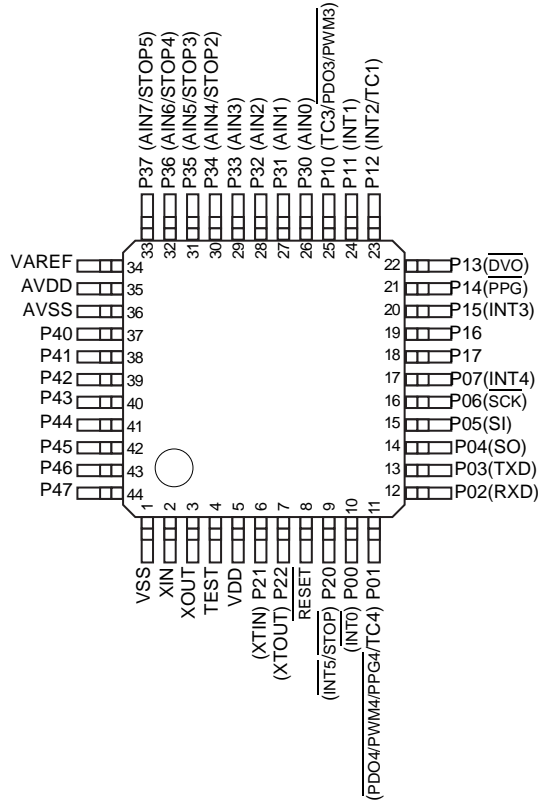 P37 (AIN7/STOP5)
P36 (AIN6/STOP4)
P35 (AIN5/STOP3)
P34 (AIN4/STOP2)
P33 (AIN3)
P32 (AIN2)
P31 (AIN1)
P30 (AIN0)
P10 (TC3/PDO3/PWM3)
P11 (INT1)
P12 (INT2/TC1)
33 32 31 30 29 28 27 26 25 24 23
VAREF 34
AVDD 35
AVSS 36
P40 37
P41 38
P42 39
P43 40
P44 41
P45 42
P46 43
P47 44
22 P13(DVO)
21 P14(PPG)
20 P15(INT3)
19 P16
18 P17
17 P07(INT4)
16 P06(SCK)
15 P05(SI)
14 P04(SO)
13 P03(TXD)
12 P02(RXD)
1 2 3 4 5 6 7 8 9 10 11
VSS
XIN
XOUT
TEST
VDD
(XTIN) P21
(XTOUT) P22
RESET
(INT5/STOP) P20
(INT0) P00
(PDO4/PWM4/PPG4/TC4) P01